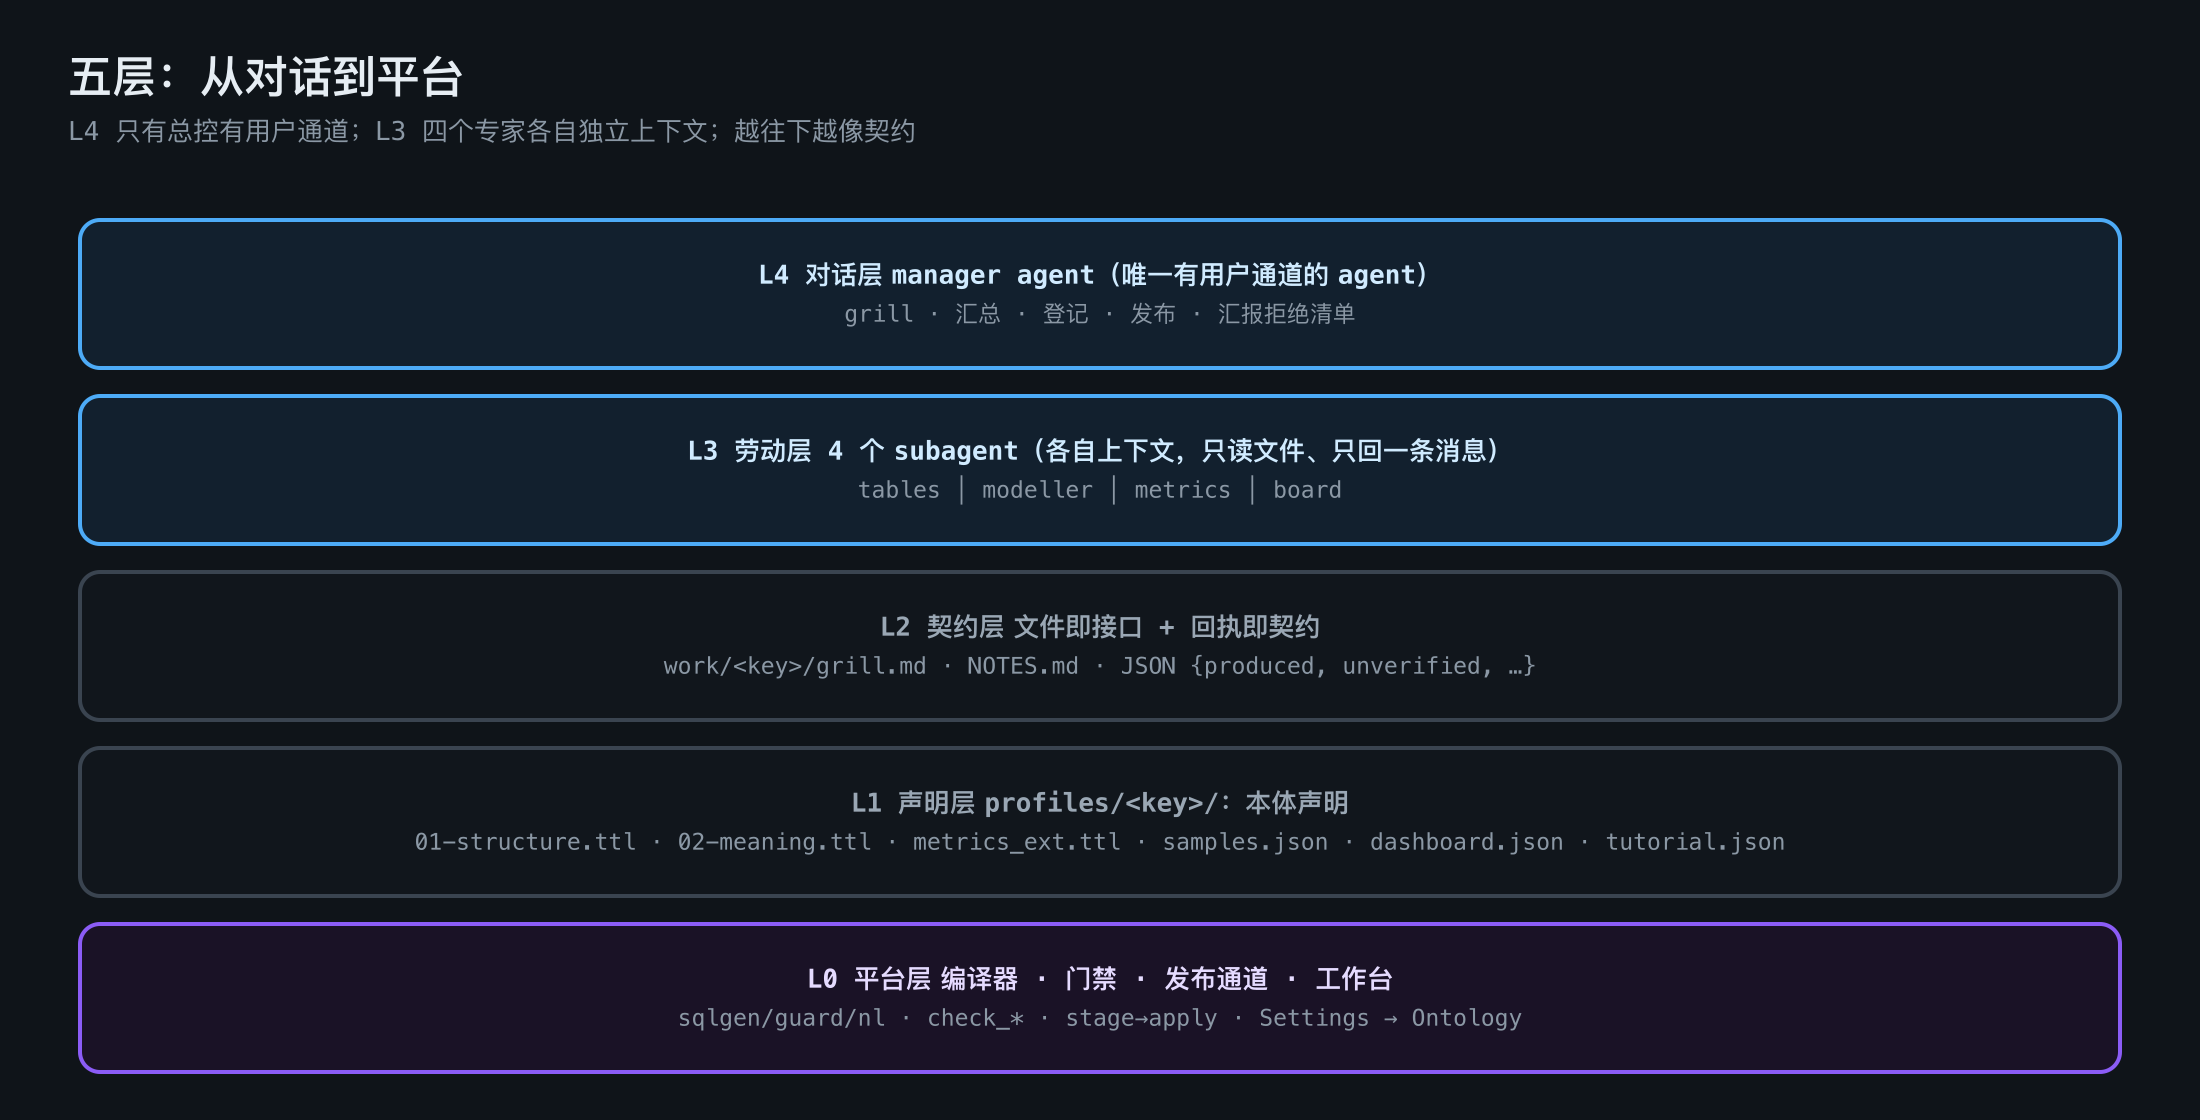 五层：从对话到平台
L4 只有总控有用户通道；L3 四个专家各自独立上下文；越往下越像契约
L4 对话层 manager agent（唯一有用户通道的 agent）
grill · 汇总 · 登记 · 发布 · 汇报拒绝清单
L3 劳动层 4 个 subagent（各自上下文，只读文件、只回一条消息）
tables │ modeller │ metrics │ board
L2 契约层 文件即接口 + 回执即契约
work/<key>/grill.md · NOTES.md · JSON {produced, unverified, …}
L1 声明层 profiles/<key>/：本体声明
01-structure.ttl · 02-meaning.ttl · metrics_ext.ttl · samples.json · dashboard.json · tutorial.json
L0 平台层 编译器 · 门禁 · 发布通道 · 工作台
sqlgen/guard/nl · check_* · stage→apply · Settings → Ontology